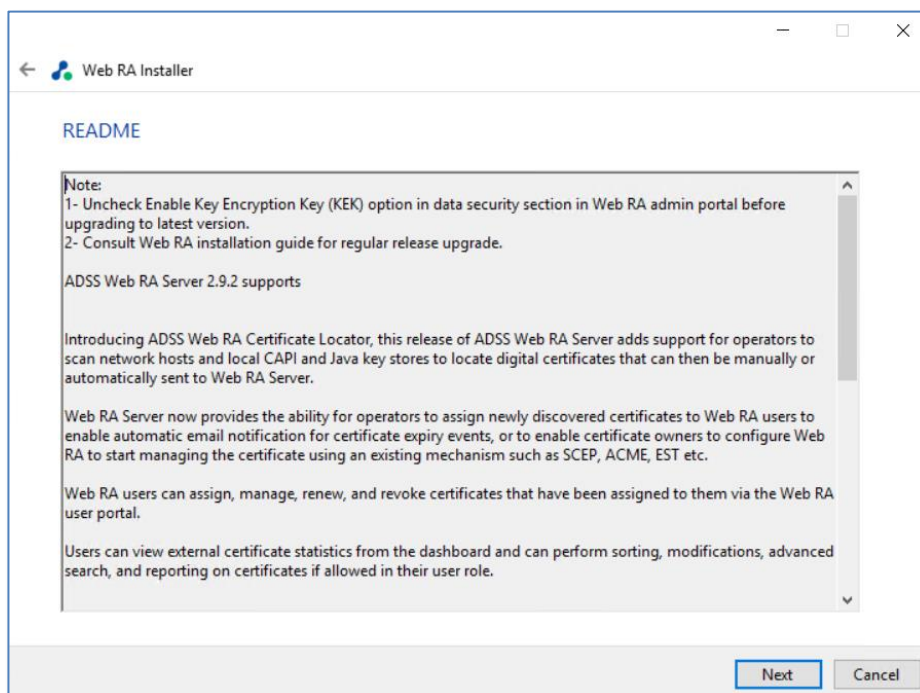 Web RA Installer
README
Note:
1- Uncheck Enable Key Encryption Key (KEK) option in data security section in Web RA admin portal before
upgrading to latest version.
2- Consult Web RA installation guide for regular release upgrade.
ADSS Web RA Server 2.9.2 supports
Introducing ADSS Web RA Certificate Locator, this release of ADSS Web RA Server adds support for operators to
scan network hosts and local CAPI and Java key stores to locate digital certificates that can then be manually or
automatically sent to Web RA Server.
Web RA Server now provides the ability for operators to assign newly discovered certificates to Web RA users to
enable automatic email notification for certificate expiry events, or to enable certificate owners to configure Web
RA to start managing the certificate using an existing mechanism such as SCEP, ACME, EST etc.
Web RA users can assign, manage, renew, and revoke certificates that have been assigned to them via the Web RA
user portal.
Users can view external certificate statistics from the dashboard and can perform sorting, modifications, advanced
search, and reporting on certificates if allowed in their user role.
Next Cancel